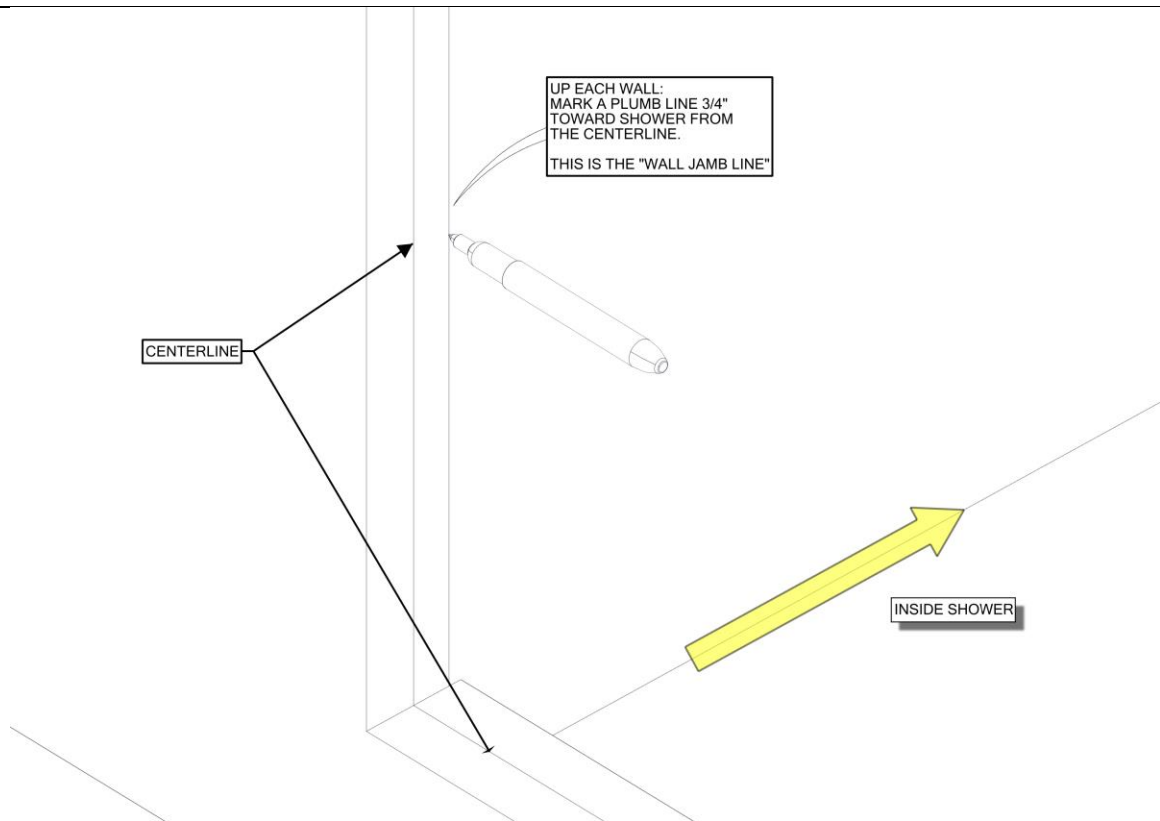 UP EACH WALL:
MARK A PLUMB LINE 3/4"
TOWARD SHOWER FROM
THE CENTERLINE.
THIS IS THE "WALL JAMB LINE"
CENTERLINE
INSIDE SHOWER